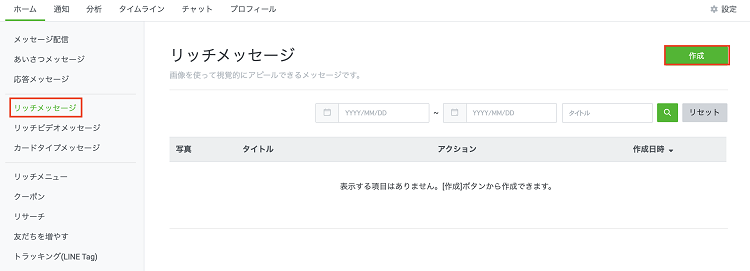 ホーム 通知 分析 タイムライン チャット プロフィール 設定
メッセージ配信
あいさつメッセージ
応答メッセージ
リッチメッセージ
リッチビデオメッセージ
カードタイプメッセージ
リッチメニュー
クーポン
リサーチ
友だちを増やす
トラッキング(LINE Tag)
リッチメッセージ
作成
画像を使って視覚的にアピールできるメッセージです。
YYYY/MM/DD ~ YYYY/MM/DD タイトル リセット
写真 タイトル アクション 作成日時
表示する項目はありません。[作成]ボタンから作成できます。